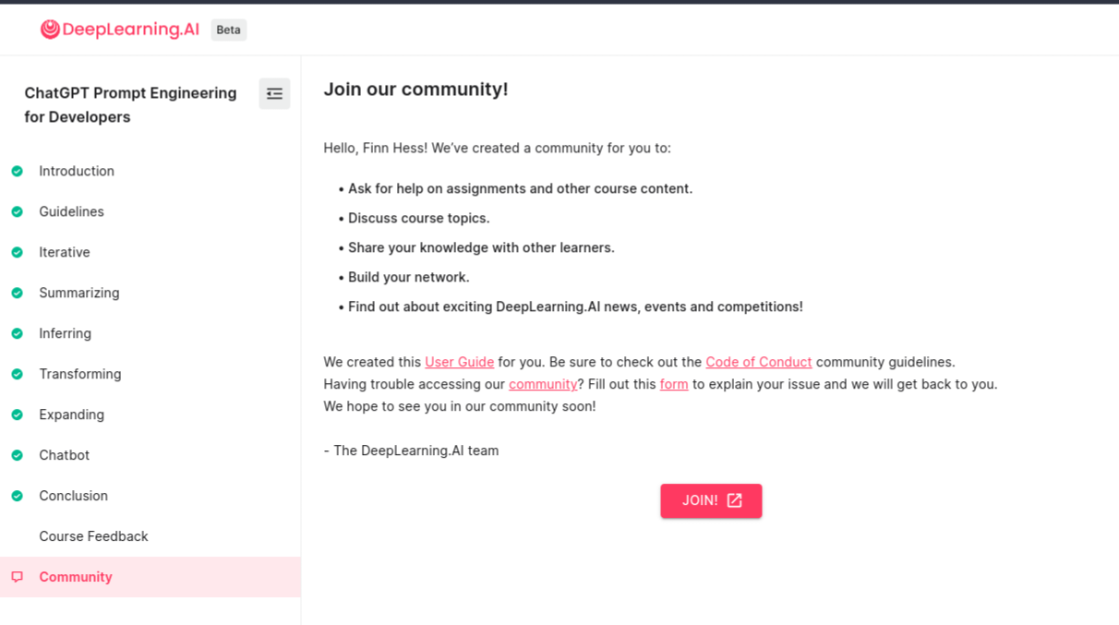 DeepLearning.AI Beta
ChatGPT Prompt Engineering
for Developers
Introduction
Guidelines
Iterative
Summarizing
Inferring
Transforming
Expanding
Chatbot
Conclusion
Course Feedback
Community
Join our community!
Hello, Finn Hess! We’ve created a community for you to:
• Ask for help on assignments and other course content.
• Discuss course topics.
• Share your knowledge with other learners.
• Build your network.
• Find out about exciting DeepLearning.AI news, events and competitions!
We created this User Guide for you. Be sure to check out the Code of Conduct community guidelines.
Having trouble accessing our community? Fill out this form to explain your issue and we will get back to you.
We hope to see you in our community soon!
- The DeepLearning.AI team
JOIN!